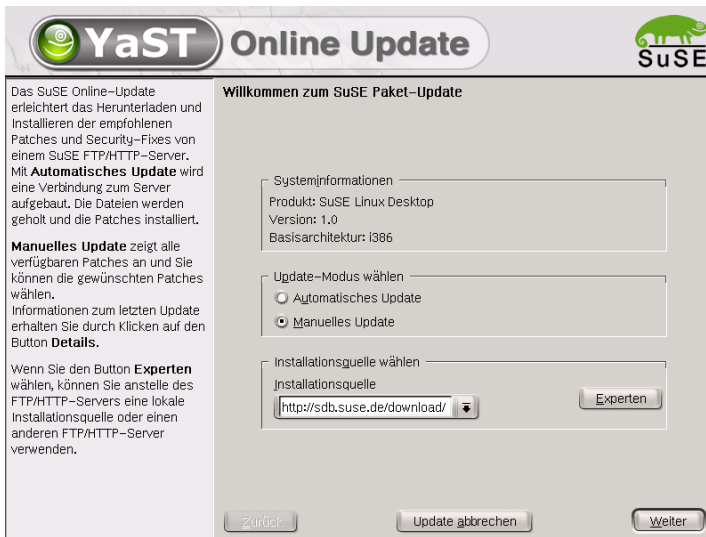 YaST Online Update
SuSE
Das SuSE Online-Update
erleichtert das Herunterladen und
Installieren der empfohlenen
Patches und Security-Fixes von
einem SuSE FTP/HTTP-Server.
Mit Automatisches Update wird
eine Verbindung zum Server
aufgebaut. Die Dateien werden
geholt und die Patches installiert.
Manuelles Update zeigt alle
verfügbaren Patches an und Sie
können die gewünschten Patches
wählen.
Informationen zum letzten Update
erhalten Sie durch Klicken auf den
Button Details.
Wenn Sie den Button Experten
wählen, können Sie anstelle des
FTP/HTTP-Servers eine lokale
Installationsquelle oder einen
anderen FTP/HTTP-Server
verwenden.
Willkommen zum SuSE Paket-Update
Systeminformationen
Produkt: SuSE Linux Desktop
Version: 1.0
Basisarchitektur: i386
Update-Modus wählen
Automatisches Update
Manuelles Update
Installationsquelle wählen
Installationsquelle
http://sdb.suse.de/download/
Experten
Zurück
Update abbrechen
Weiter